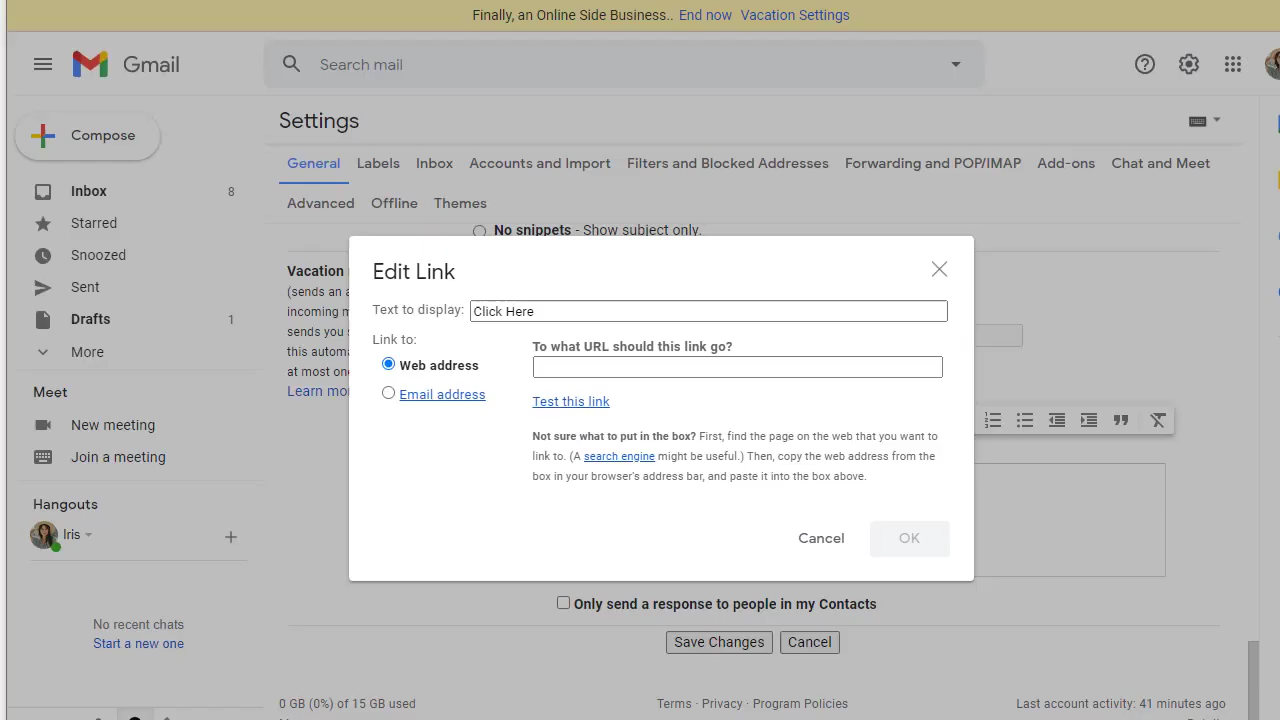 Finally, an Online Side Business.. End now Vacation Settings
Gmail
Search mail
Compose
Settings
General Labels Inbox Accounts and Import Filters and Blocked Addresses Forwarding and POP/IMAP Add-ons Chat and Meet
Advanced Offline Themes
Inbox 8
Starred
Snoozed
Sent
Drafts 1
More
Meet
New meeting
Join a meeting
Hangouts
Iris
No recent chats
Start a new one
No snippets - Show subject only.
Vacation
(sends an a
incoming m
sends you s
this automa
at most one
Learn mo
Edit Link
Text to display: Click Here
Link to:
Web address
Email address
To what URL should this link go?
Test this link
Not sure what to put in the box? First, find the page on the web that you want to
link to. (A search engine might be useful.) Then, copy the web address from the
box in your browser's address bar, and paste it into the box above.
Cancel OK
Only send a response to people in my Contacts
Save Changes Cancel
0 GB (0%) of 15 GB used
Terms · Privacy · Program Policies
Last account activity: 41 minutes ago